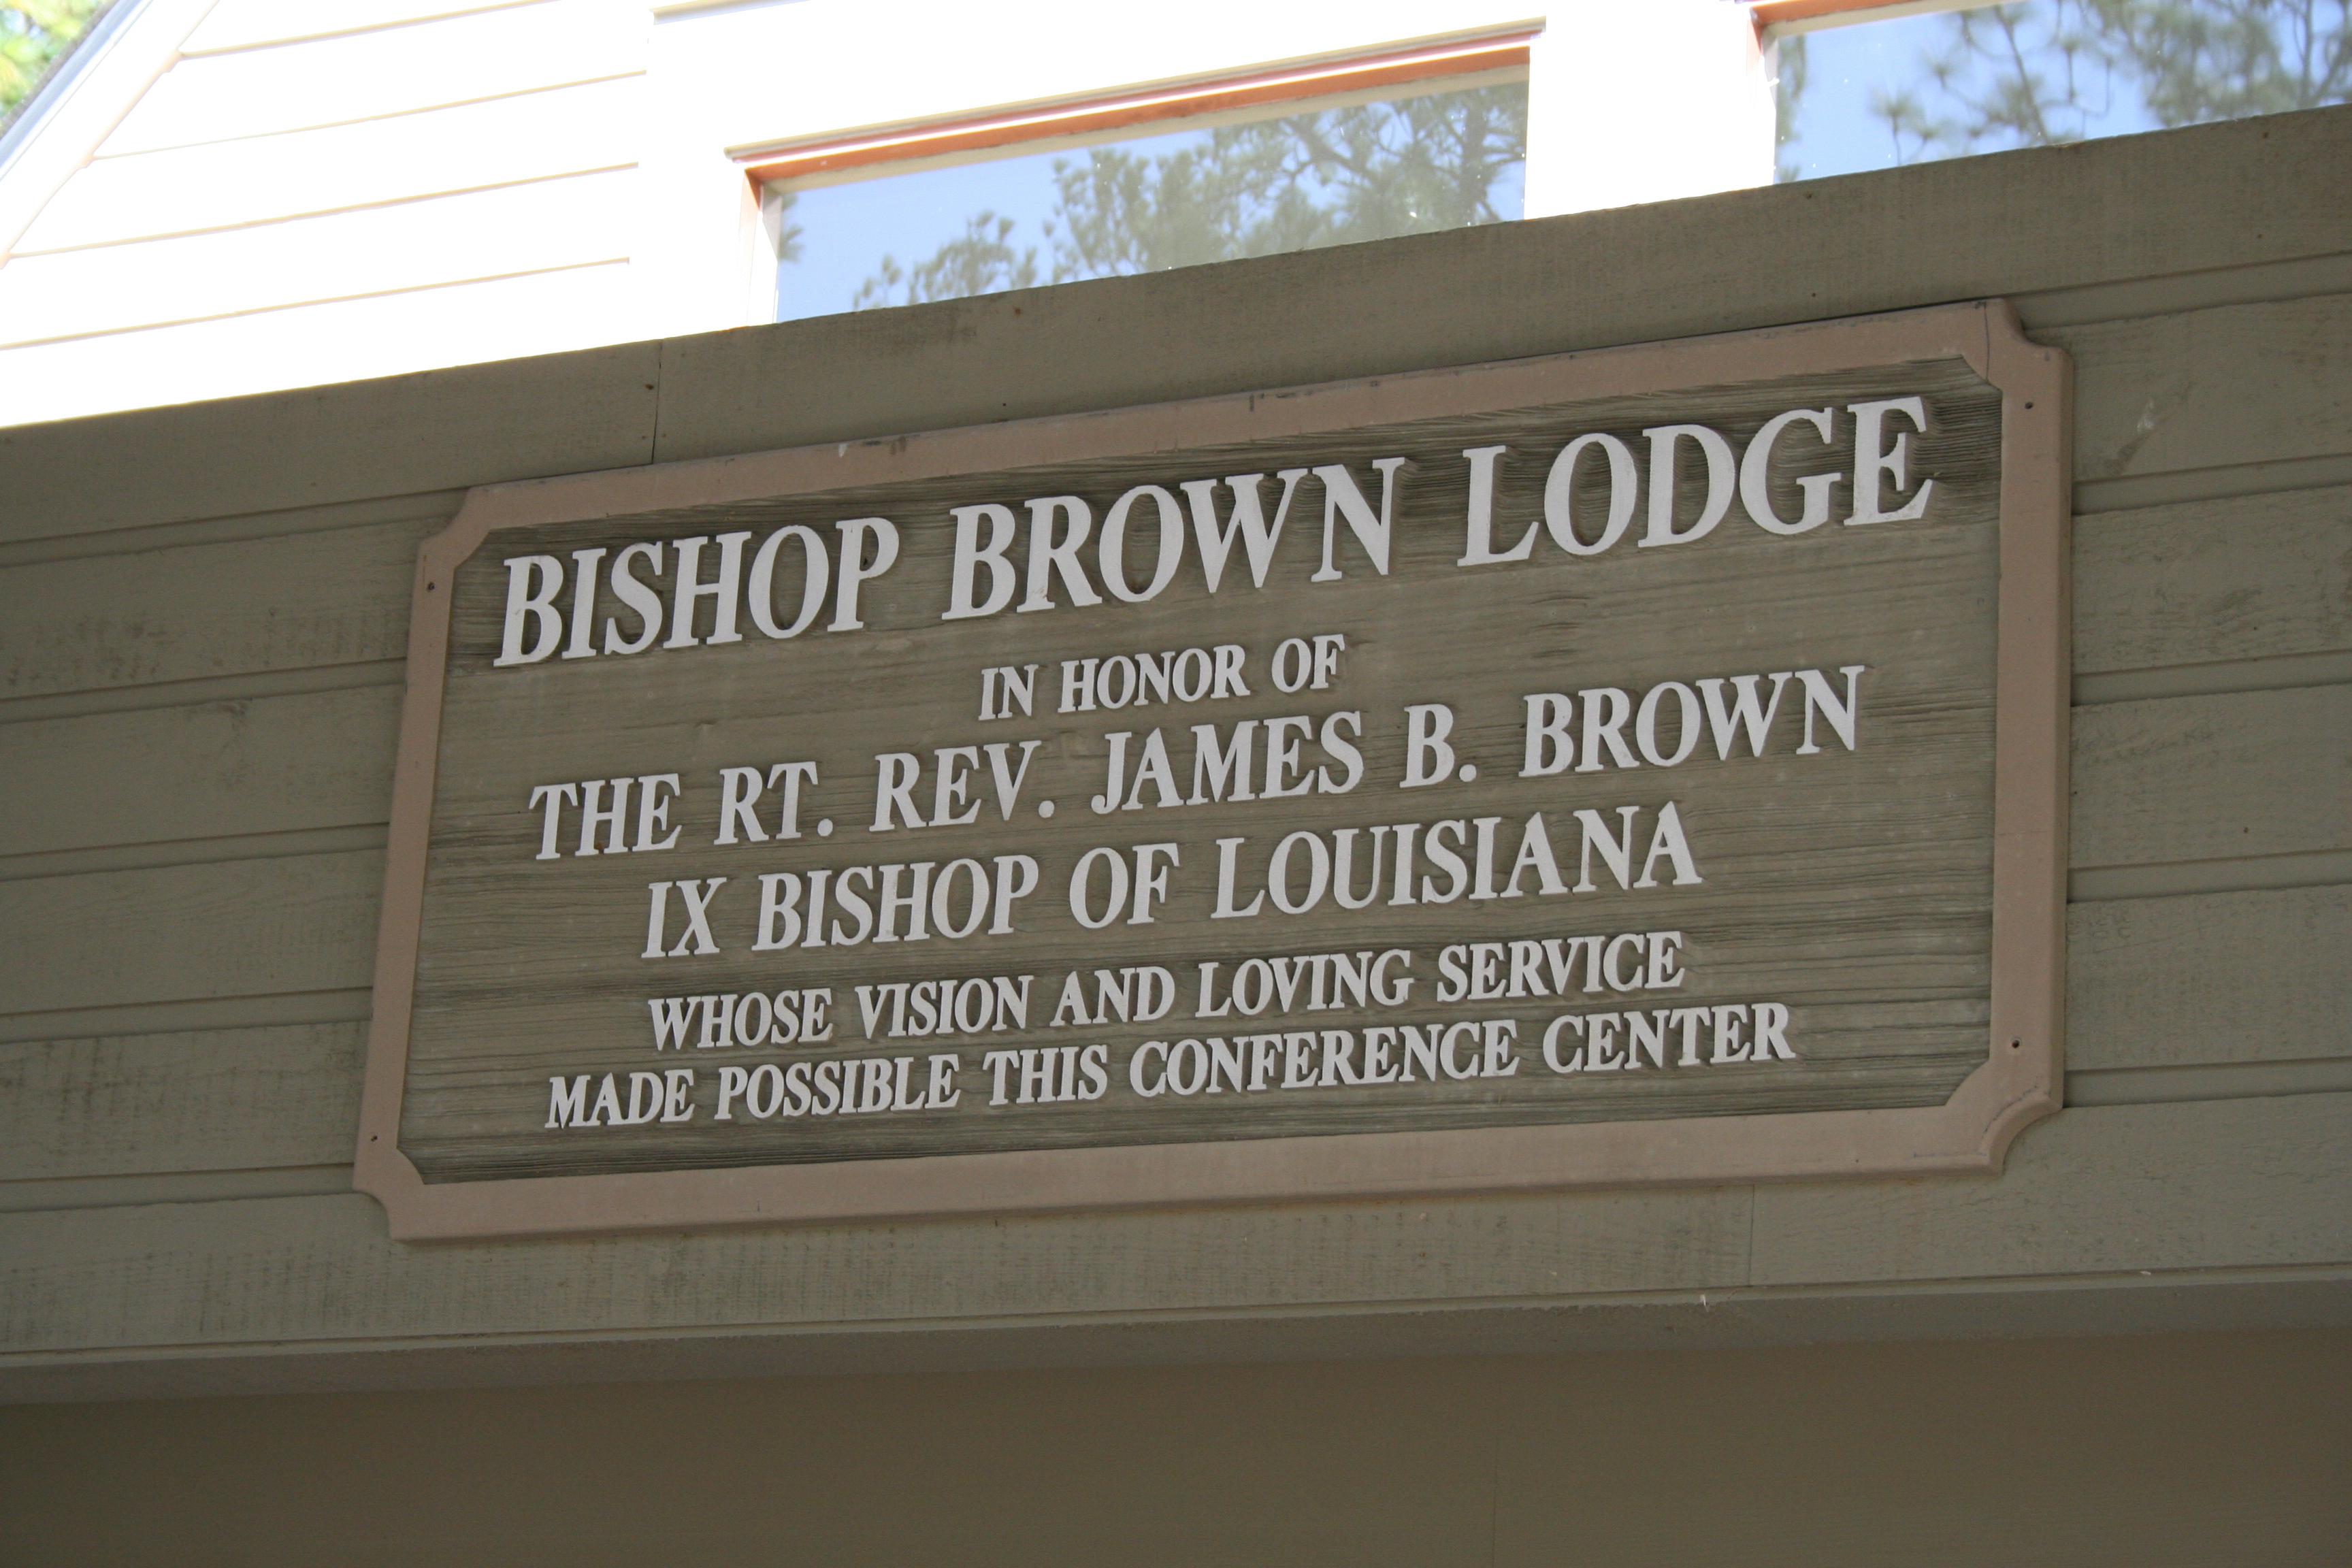 BISHOP BROWN LODGE
IN HONOR OF
THE RT. REV. JAMES B. BROWN
IX BISHOP OF LOUISIANA
WHOSE VISION AND LOVING SERVICE
MADE POSSIBLE THIS CONFERENCE CENTER